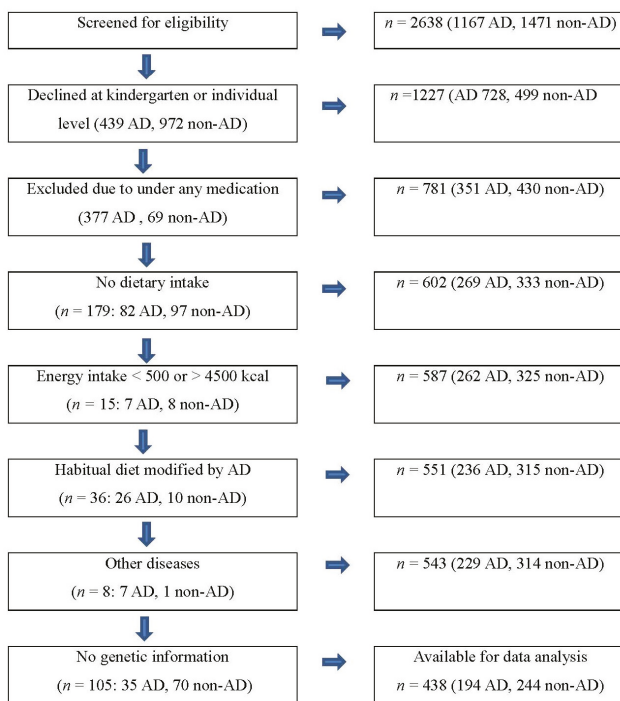 Screened for eligibility
n = 2638 (1167 AD, 1471 non-AD)
Declined at kindergarten or individual
level (439 AD, 972 non-AD)
n =1227 (AD 728, 499 non-AD
Excluded due to under any medication
(377 AD , 69 non-AD)
n = 781 (351 AD, 430 non-AD)
No dietary intake
(n = 179: 82 AD, 97 non-AD)
n = 602 (269 AD, 333 non-AD)
Energy intake < 500 or > 4500 kcal
(n = 15: 7 AD, 8 non-AD)
n = 587 (262 AD, 325 non-AD)
Habitual diet modified by AD
(n = 36: 26 AD, 10 non-AD)
n = 551 (236 AD, 315 non-AD)
Other diseases
(n = 8: 7 AD, 1 non-AD)
n = 543 (229 AD, 314 non-AD)
No genetic information
(n = 105: 35 AD, 70 non-AD)
Available for data analysis
n = 438 (194 AD, 244 non-AD)